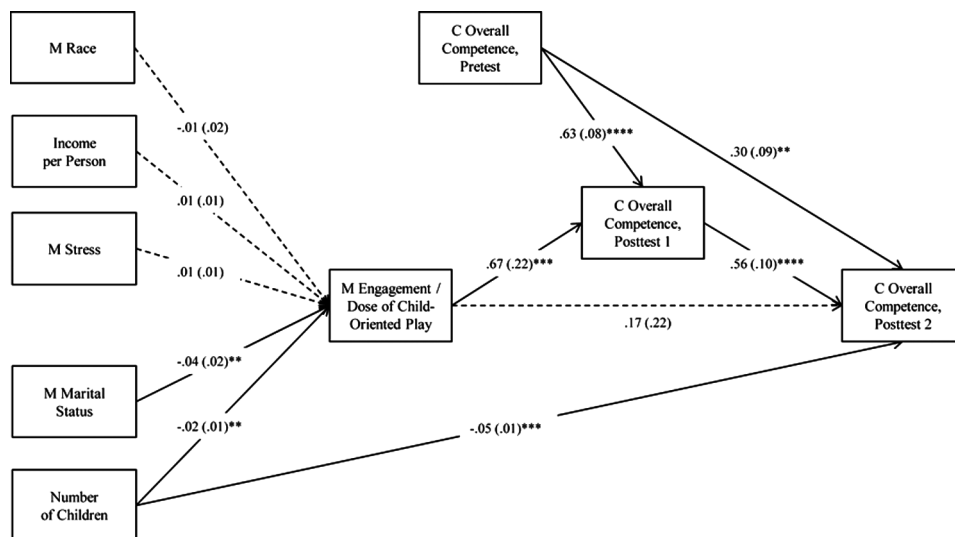 M Race
C Overall
Competence,
Pretest
-.01 (.02)
Income
per Person
.63 (.08)****
.30 (.09)**
.01 (.01)
C Overall
Competence,
Posttest 1
M Stress
.01 (.01)
.67 (.22)***
.56 (.10)****
M Engagement /
Dose of Child-
Oriented Play
C Overall
Competence,
Posttest 2
.17 (.22)
-.04 (.02)**
M Marital
Status
-.02 (.01)**
-.05 (.01)***
Number
of Children